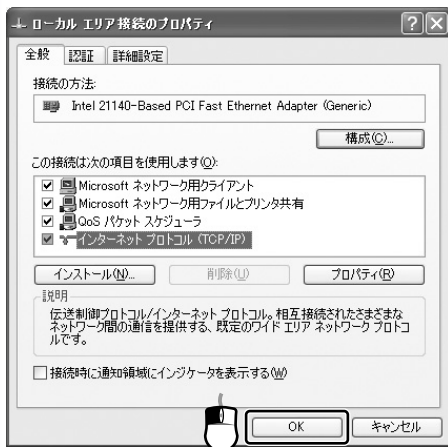 ローカル エリア接続のプロパティ
全般
認証
詳細設定
接続の方法:
Intel 21140-Based PCI Fast Ethernet Adapter (Generic)
構成(C)...
この接続は次の項目を使用します(O):
Microsoft ネットワーク用クライアント
Microsoft ネットワーク用ファイルとプリンタ共有
QoS パケット スケジューラ
インターネット プロトコル (TCP/IP)
インストール(N)...
削除(U)
プロパティ(R)
説明
伝送制御プロトコル/インターネット プロトコル。相互接続されたさまざまな
ネットワーク間の通信を提供する、既定のワイド エリア ネットワーク プロトコ
ルです。
接続時に通知領域にインジケータを表示する(W)
OK
キャンセル